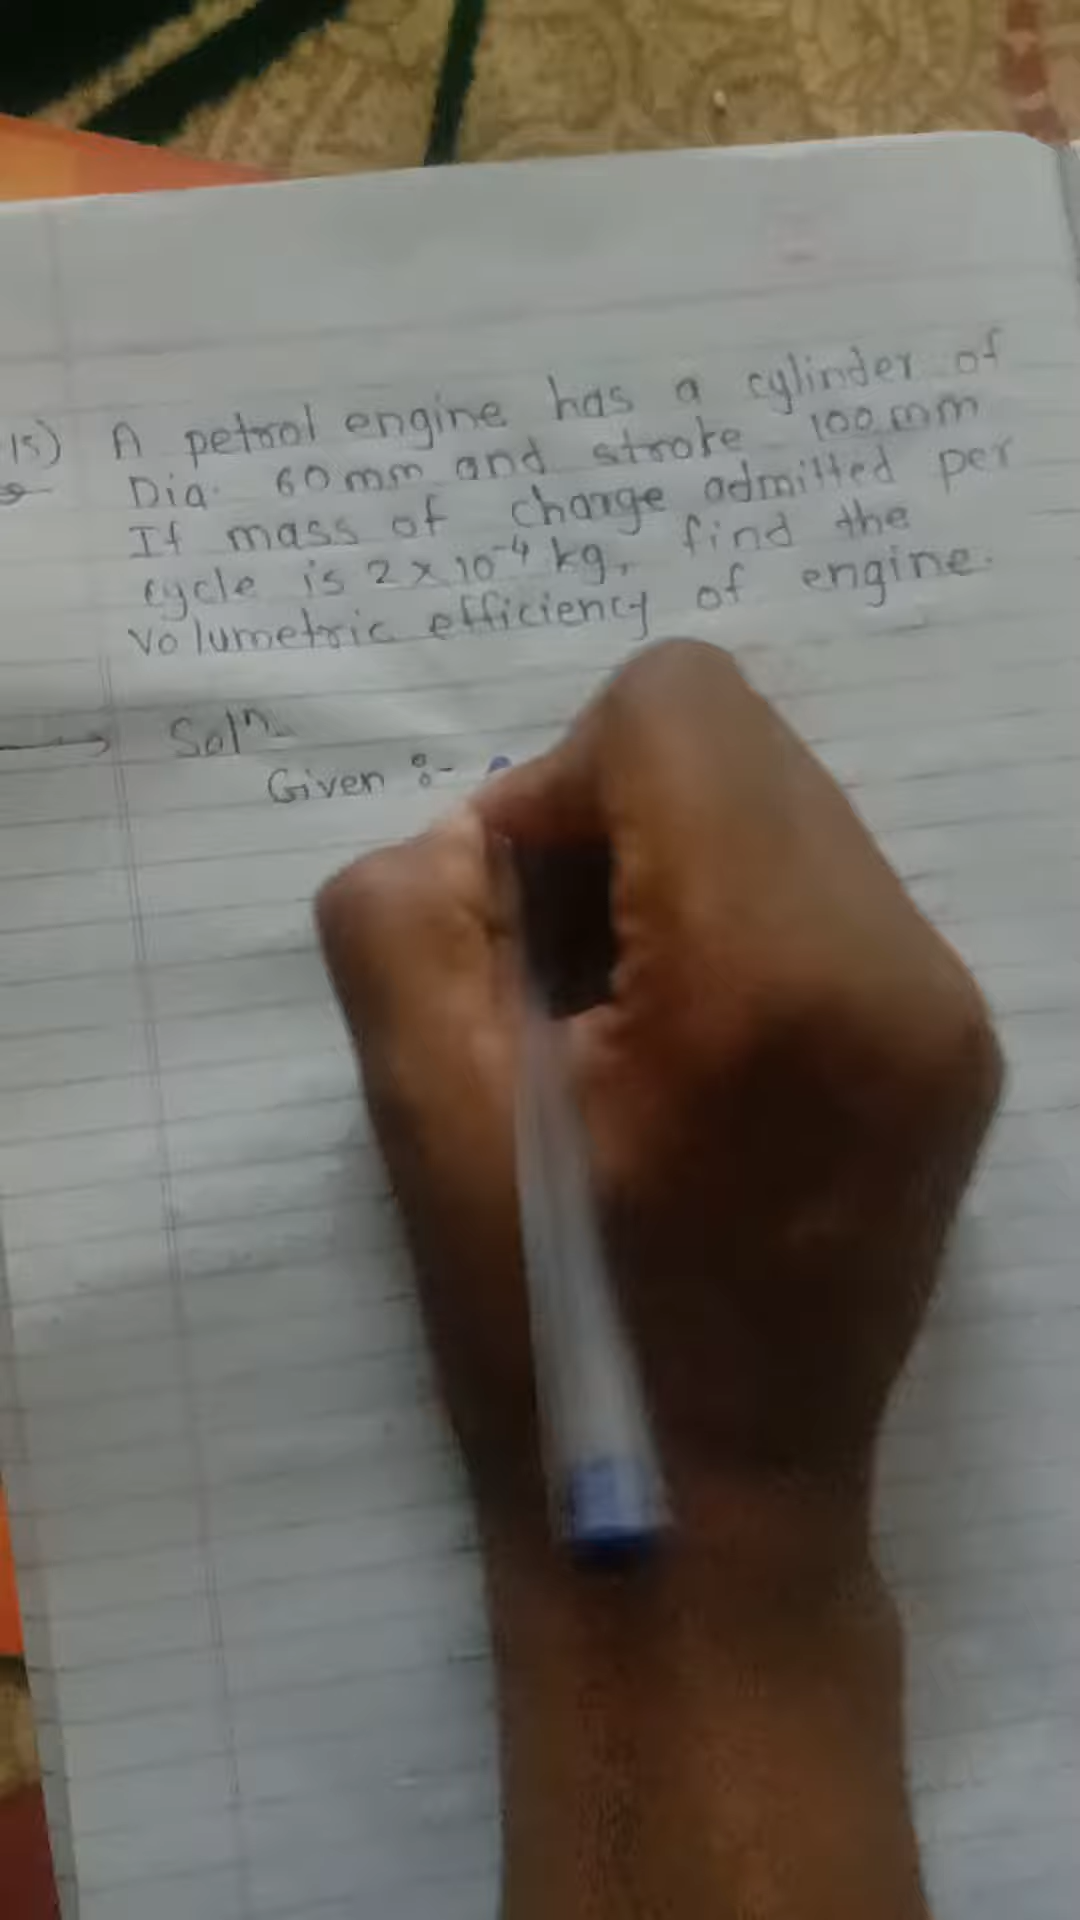 15) A petrol engine has a cylinder of
Dia. 60 mm and stroke 100 mm
If mass of charge admitted per
cycle is 2 x 10-4 kg, find the
Volumetric efficiency of engine.
Soln
Given :-